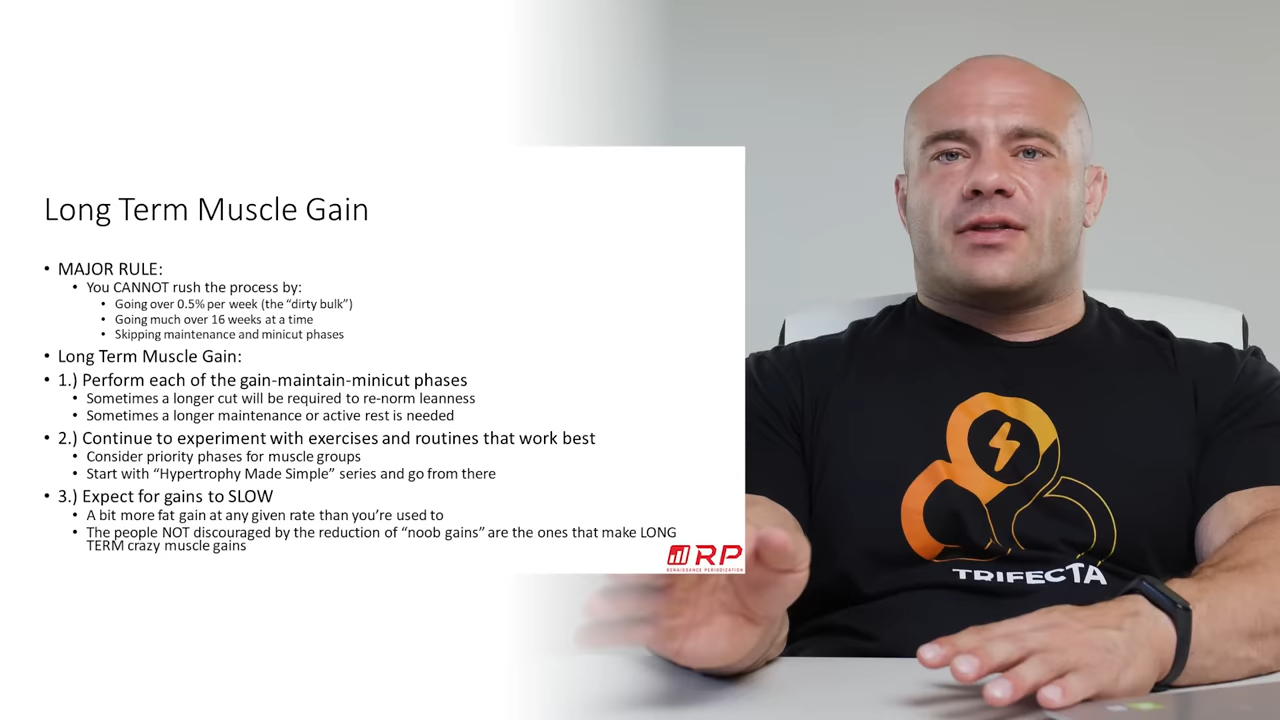 Long Term Muscle Gain
• MAJOR RULE:
• You CANNOT rush the process by:
• Going over 0.5% per week (the “dirty bulk”)
• Going much over 16 weeks at a time
• Skipping maintenance and minicut phases
• Long Term Muscle Gain:
• 1.) Perform each of the gain-maintain-minicut phases
• Sometimes a longer cut will be required to re-norm leanness
• Sometimes a longer maintenance or active rest is needed
• 2.) Continue to experiment with exercises and routines that work best
• Consider priority phases for muscle groups
• Start with “Hypertrophy Made Simple” series and go from there
• 3.) Expect for gains to SLOW
• A bit more fat gain at any given rate than you’re used to
• The people NOT discouraged by the reduction of “noob gains” are the ones that make LONG
TERM crazy muscle gains
RP
RENAISSANCE PERIODIZATION
TRIFECTA